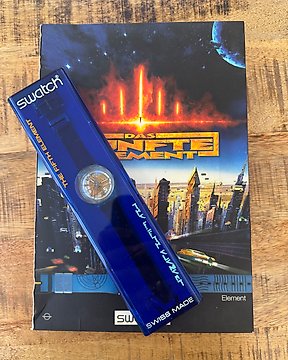 DAS
FÜNFTE
ELEMENT
Element
swatch
THE FIFTH ELEMENT
SWISS MADE